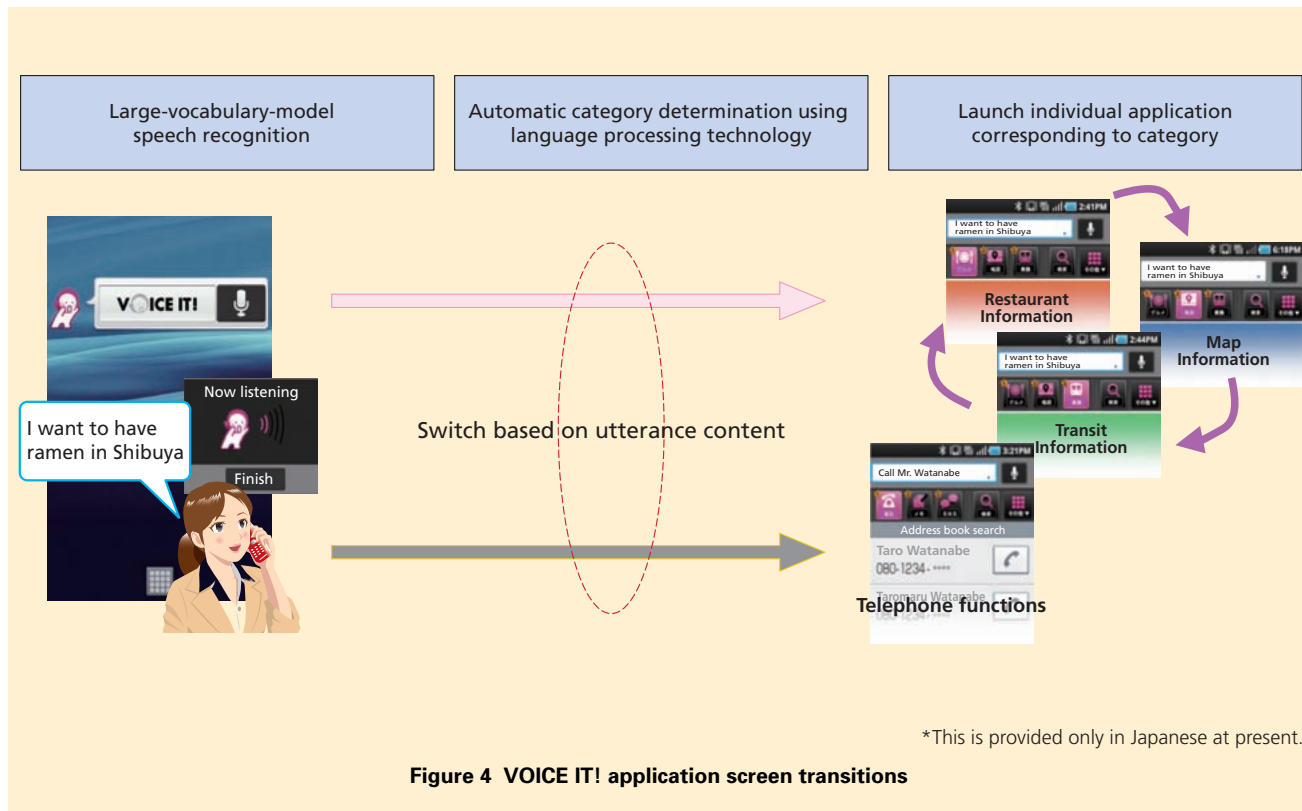 Large-vocabulary-model
speech recognition
Automatic category determination using
language processing technology
Launch individual application
corresponding to category
VOICE IT!
Now listening
Finish
I want to have
ramen in Shibuya
Switch based on utterance content
2:41PM
I want to have
ramen in Shibuya
Restaurant
Information
6:18PM
I want to have
ramen in Shibuya
Map
Information
2:44PM
I want to have
ramen in Shibuya
Transit
Information
3:21PM
Call Mr. Watanabe
Address book search
Taro Watanabe
080-1234-****
Taromaru Watanabe
Telephone functions
*This is provided only in Japanese at present.
Figure 4 VOICE IT! application screen transitions